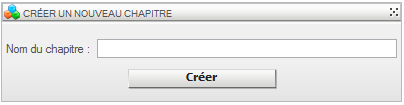 CRÉER UN NOUVEAU CHAPITRE
Nom du chapitre :
Créer